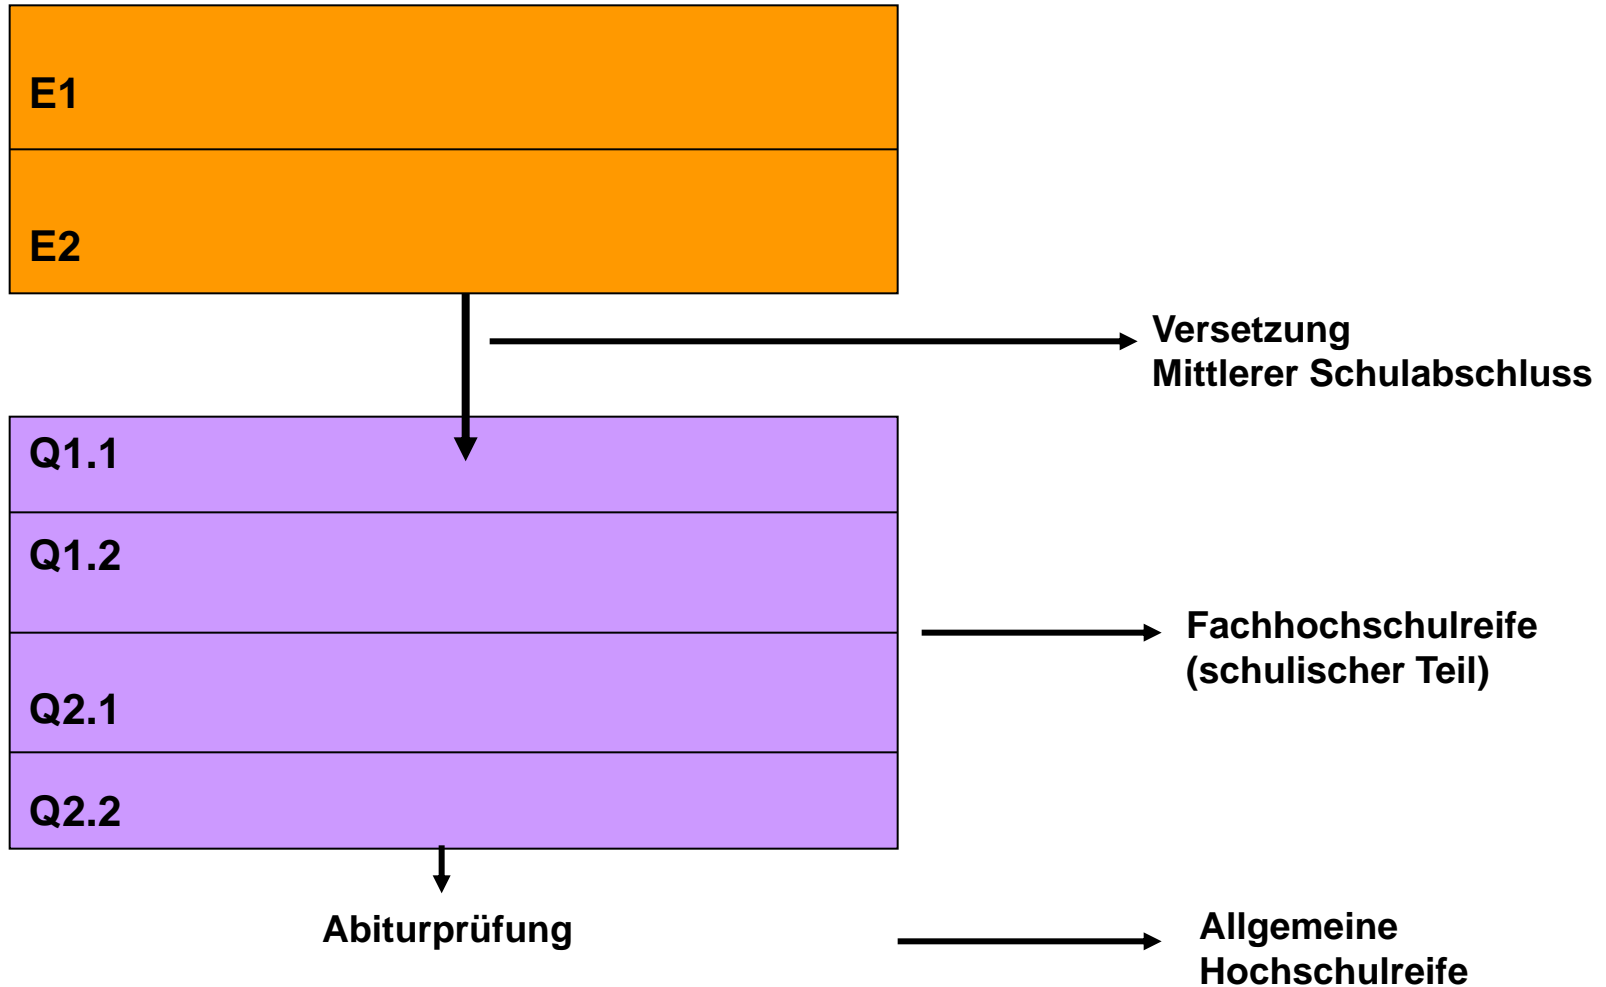 E1
E2
Versetzung
Mittlerer Schulabschluss
Q1.1
Q1.2
Fachhochschulreife
(schulischer Teil)
Q2.1
Q2.2
Abiturprüfung
Allgemeine
Hochschulreife